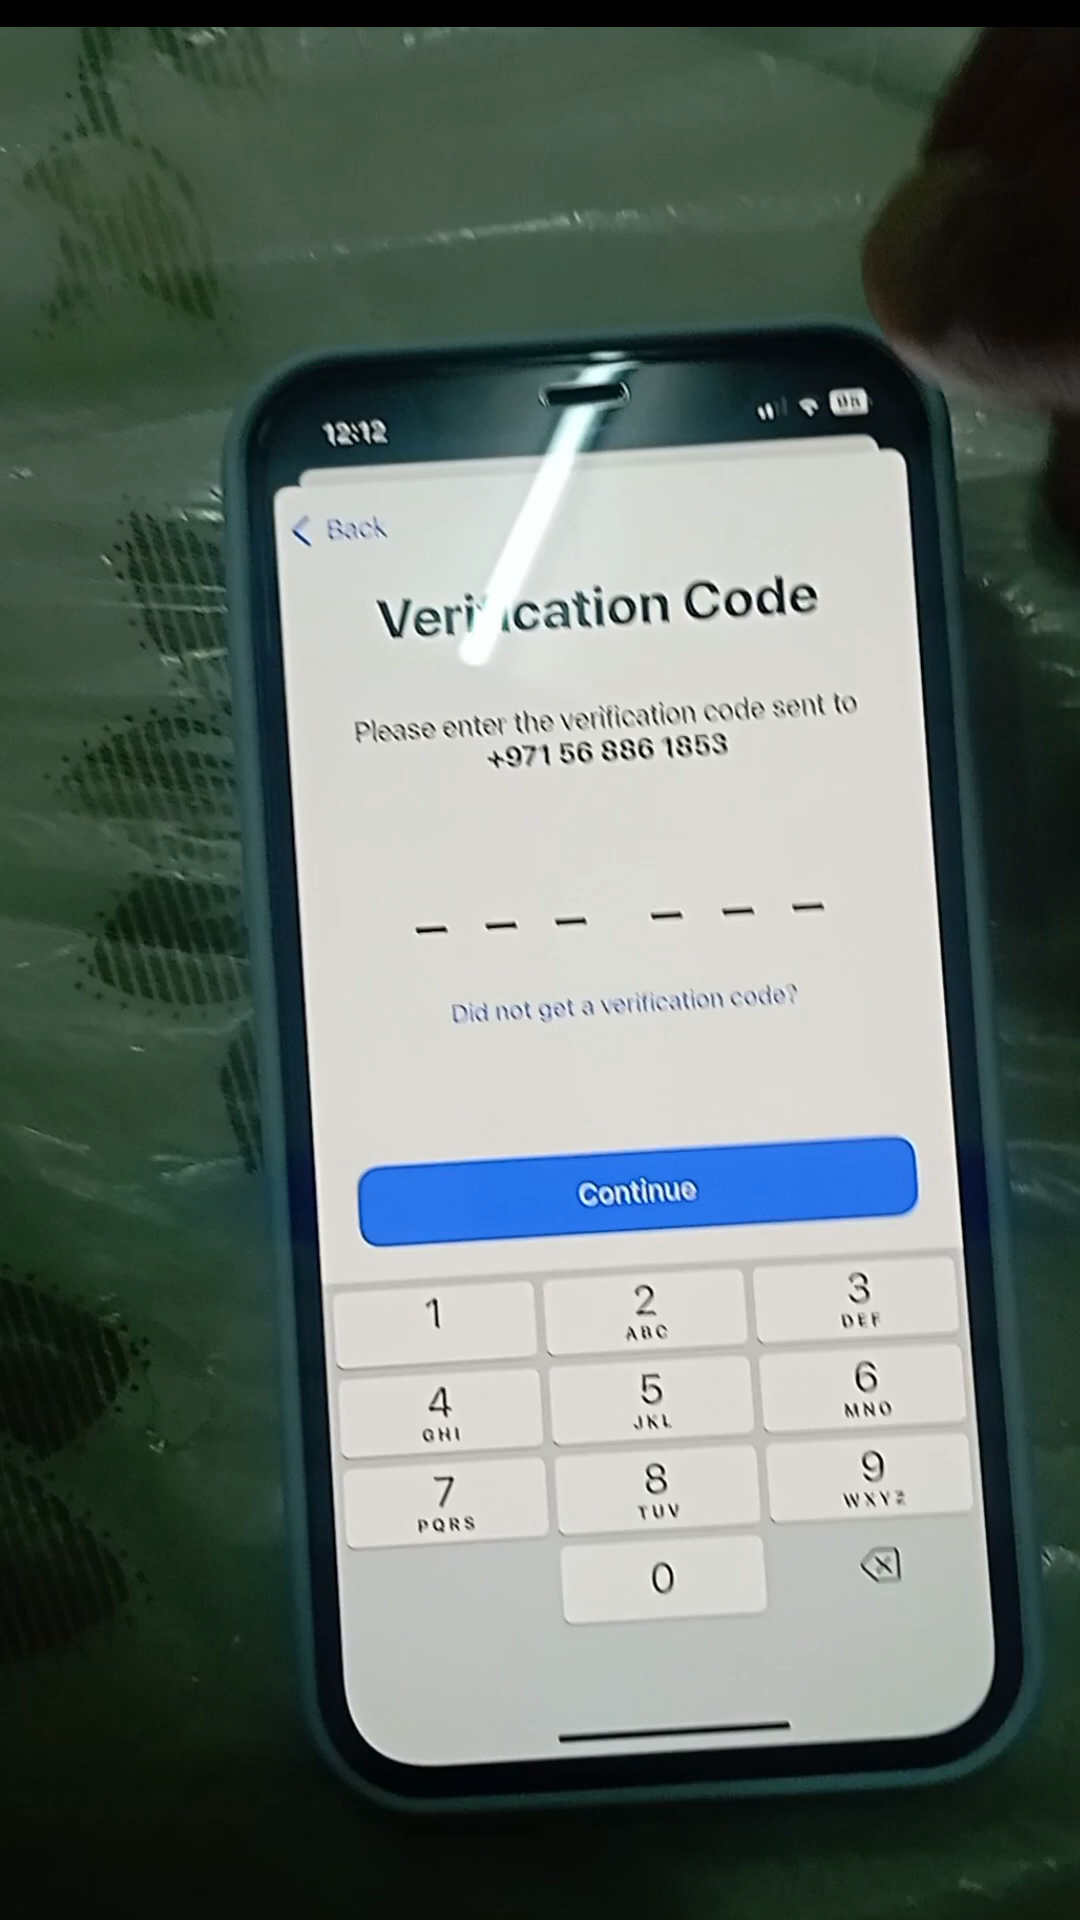 12:12
Back
Verification Code
Please enter the verification code sent to
+971 56 886 1853
Did not get a verification code?
Continue
1
2
ABC
3
DEF
4
GHI
5
JKL
6
MNO
7
PQRS
8
TUV
9
WXYZ
0